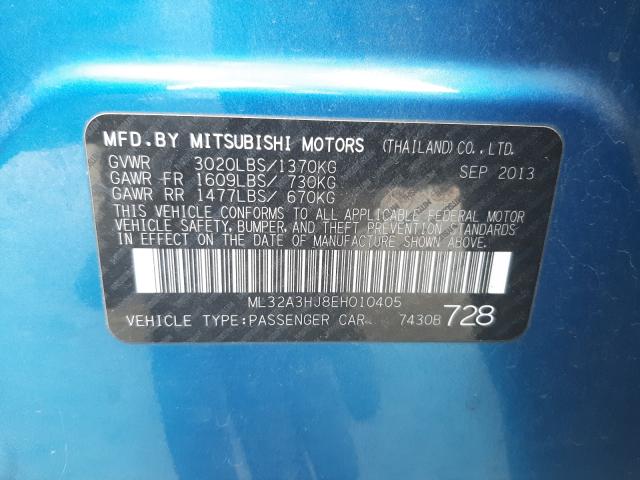 MFD.BY MITSUBISHI MOTORS (THAILAND) CO.,LTD.
GVWR 3020LBS/1370KG SEP 2013
GAWR FR 1609LBS/ 730KG
GAWR RR 1477LBS/ 670KG
THIS VEHICLE CONFORMS TO ALL APPLICABLE FEDERAL MOTOR
VEHICLE SAFETY, BUMPER, AND THEFT PREVENTION STANDARDS
IN EFFECT ON THE DATE OF MANUFACTURE SHOWN ABOVE.
ML32A3HJ8EH010405
VEHICLE TYPE:PASSENGER CAR 7430B 728